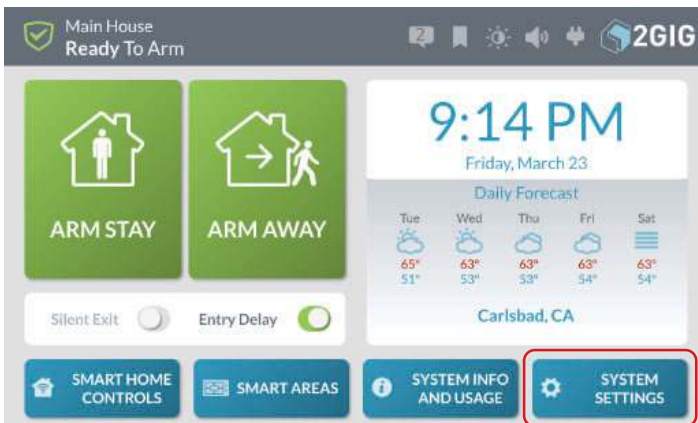 Main House
Ready To Arm
2
2GIG
ARM STAY
ARM AWAY
9:14 PM
Friday, March 23
Daily Forecast
Tue Wed Thu Fri Sat
65° 63° 63° 63° 63°
51° 53° 53° 54° 54°
Carlsbad, CA
Silent Exit
Entry Delay
SMART HOME
CONTROLS
SMART AREAS
SYSTEM INFO
AND USAGE
SYSTEM
SETTINGS